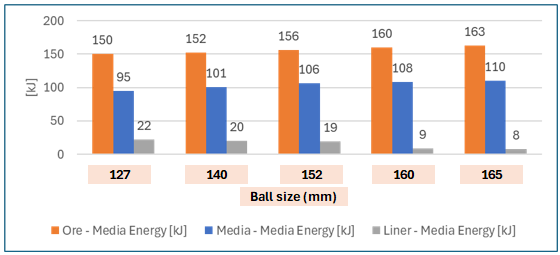 200
150
100
50
0
[kJ]
150 95 22
152 101 20
156 106 19
160 108 9
163 110 8
127 140 152 160 165
Ball size (mm)
Ore - Media Energy [kJ] Media - Media Energy [kJ] Liner - Media Energy [kJ]